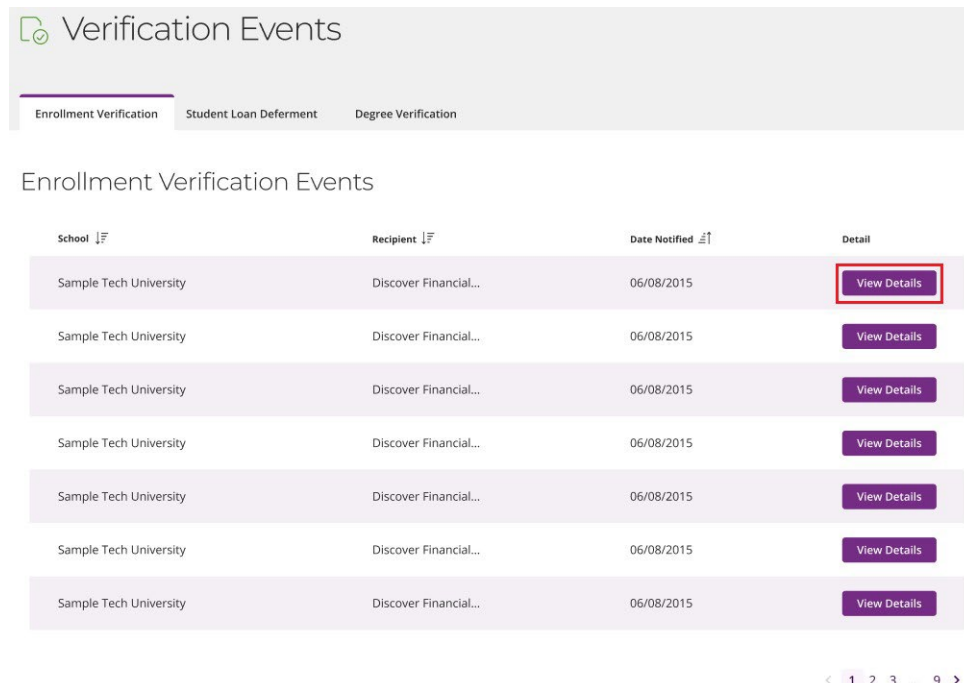 Verification Events
Enrollment Verification Student Loan Deferment Degree Verification
Enrollment Verification Events
School Recipient Date Notified Detail
Sample Tech University Discover Financial... 06/08/2015 View Details
Sample Tech University Discover Financial... 06/08/2015 View Details
Sample Tech University Discover Financial... 06/08/2015 View Details
Sample Tech University Discover Financial... 06/08/2015 View Details
Sample Tech University Discover Financial... 06/08/2015 View Details
Sample Tech University Discover Financial... 06/08/2015 View Details
Sample Tech University Discover Financial... 06/08/2015 View Details
< 1 2 3 ... 9 >